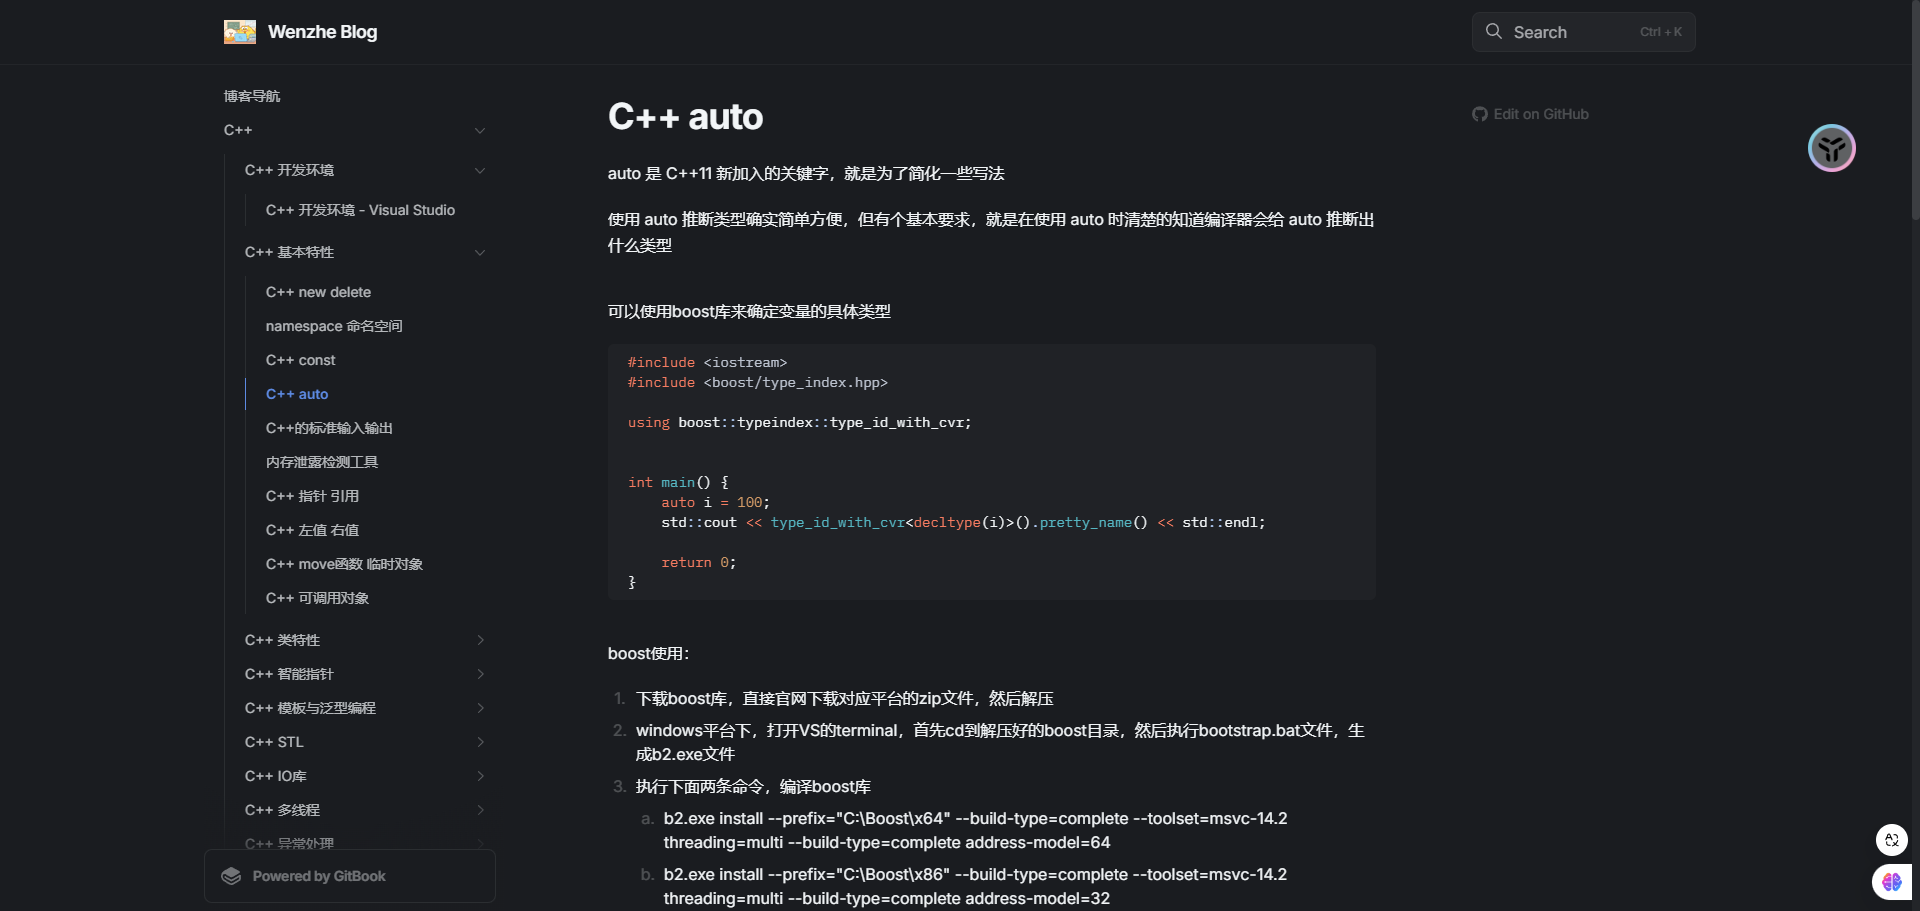 Wenzhe Blog
Search
Ctrl + K
博客导航
C++
C++ 开发环境
C++ 开发环境 - Visual Studio
C++ 基本特性
C++ new delete
namespace 命名空间
C++ const
C++ auto
C++的标准输入输出
内存泄露检测工具
C++ 指针 引用
C++ 左值 右值
C++ move函数 临时对象
C++ 可调用对象
C++ 类特性
C++ 智能指针
C++ 模板与泛型编程
C++ STL
C++ IO库
C++ 多线程
C++ 异常处理
Powered by GitBook
C++ auto
Edit on GitHub
auto 是 C++11 新加入的关键字，就是为了简化一些写法
使用 auto 推断类型确实简单方便，但有个基本要求，就是在使用 auto 时清楚的知道编译器会给 auto 推断出
什么类型
可以使用boost库来确定变量的具体类型
#include <iostream>
#include <boost/type_index.hpp>
using boost::typeindex::type_id_with_cvr;
int main() {
    auto i = 100;
    std::cout << type_id_with_cvr<decltype(i)>().pretty_name() << std::endl;
    return 0;
}
boost使用：
1. 下载boost库，直接官网下载对应平台的zip文件，然后解压
2. windows平台下，打开VS的terminal，首先cd到解压好的boost目录，然后执行bootstrap.bat文件，生
成b2.exe文件
3. 执行下面两条命令，编译boost库
a. b2.exe install --prefix="C:\Boost\x64" --build-type=complete --toolset=msvc-14.2
threading=multi --build-type=complete address-model=64
b. b2.exe install --prefix="C:\Boost\x86" --build-type=complete --toolset=msvc-14.2
threading=multi --build-type=complete address-model=32